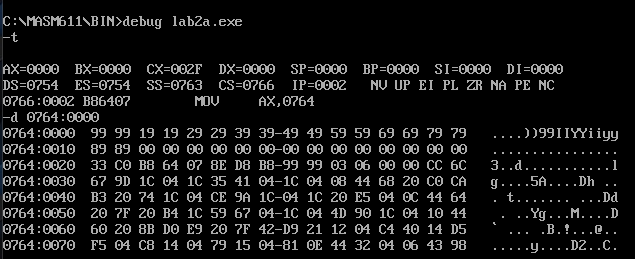 C:\MASM611\BIN>debug lab2a.exe
-t
AX=0000 BX=0000 CX=002F DX=0000 SP=0000 BP=0000 SI=0000 DI=0000
DS=0754 ES=0754 SS=0763 CS=0766 IP=0002 NV UP EI PL ZR NA PE NC
0766:0002 B86407 MOV AX,0764
-d 0764:0000
0764:0000 99 99 19 19 29 29 39 39-49 49 59 59 69 69 79 79 ....))99IIYYiiyy
0764:0010 89 89 00 00 00 00 00 00 00 00 00 00 00 00 00 00 ................
0764:0020 33 C0 B8 64 07 8E D8 B8-99 99 03 06 00 00 CC 6C 3..d...........l
0764:0030 67 9D 1C 04 1C 35 41 04-1C 04 08 44 68 20 C0 CA g....5A....Dh ..
0764:0040 B3 20 74 1C 04 CE 9A 1C-04 1C 20 E5 04 0C 44 64 . t....... ...Dd
0764:0050 20 7F 20 B4 1C 59 67 04-1C 04 4D 90 1C 04 10 44  . ..Yg...M....D
0764:0060 60 20 8B D0 E9 20 7F 42-D9 21 12 04 C4 40 14 D5 ` ... .B.!...@..
0764:0070 F5 04 C8 14 04 79 15 04-81 0E 44 32 04 06 43 98 .....y....D2..C.